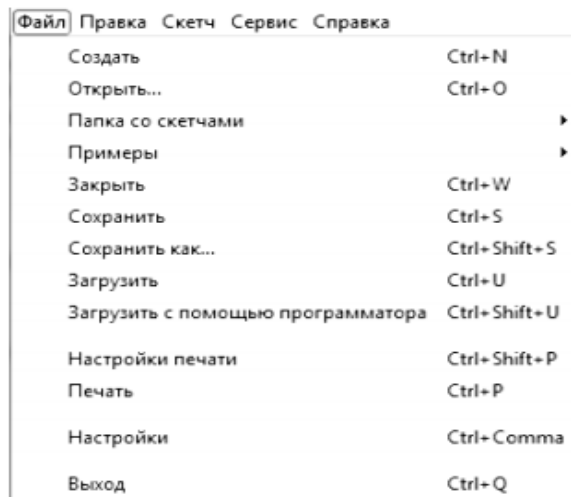 Файл Правка Скетч Сервис Справка
Создать Ctrl+N
Открыть... Ctrl+O
Папка со скетчами
Примеры
Закрыть Ctrl+W
Сохранить Ctrl+S
Сохранить как... Ctrl+Shift+S
Загрузить Ctrl+U
Загрузить с помощью программатора Ctrl+Shift+U
Настройки печати Ctrl+Shift+P
Печать Ctrl+P
Настройки Ctrl+Comma
Выход Ctrl+Q